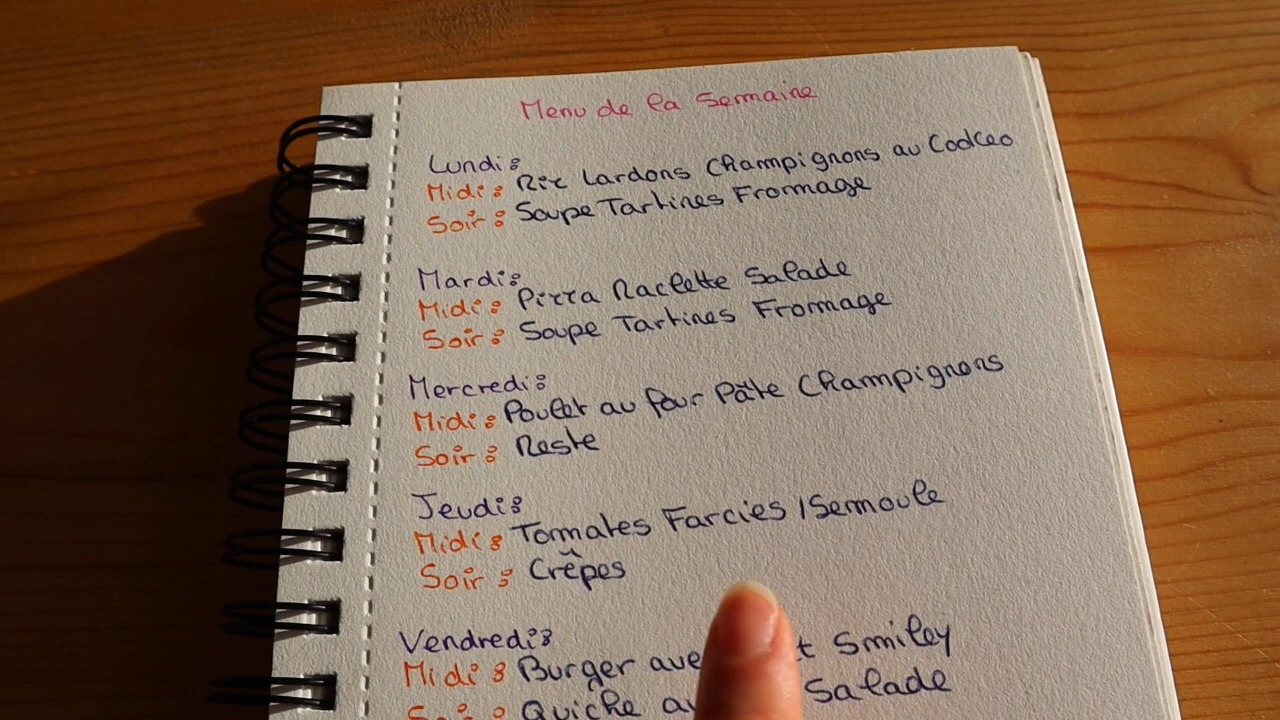 Menu de la Semaine
Lundi:
Midi: Riz Lardons Champignons au Cookeo
Soir: Soupe Tartines Fromage
Mardi:
Midi: Pizza Raclette Salade
Soir: Soupe Tartines Fromage
Mercredi:
Midi: Poulet au four Pâte Champignons
Soir: Reste
Jeudi:
Midi: Tomates Farcies / Semoule
Soir: Crêpes
Vendredi:
Midi: Burger Smiley
Soir: Quiche Salade